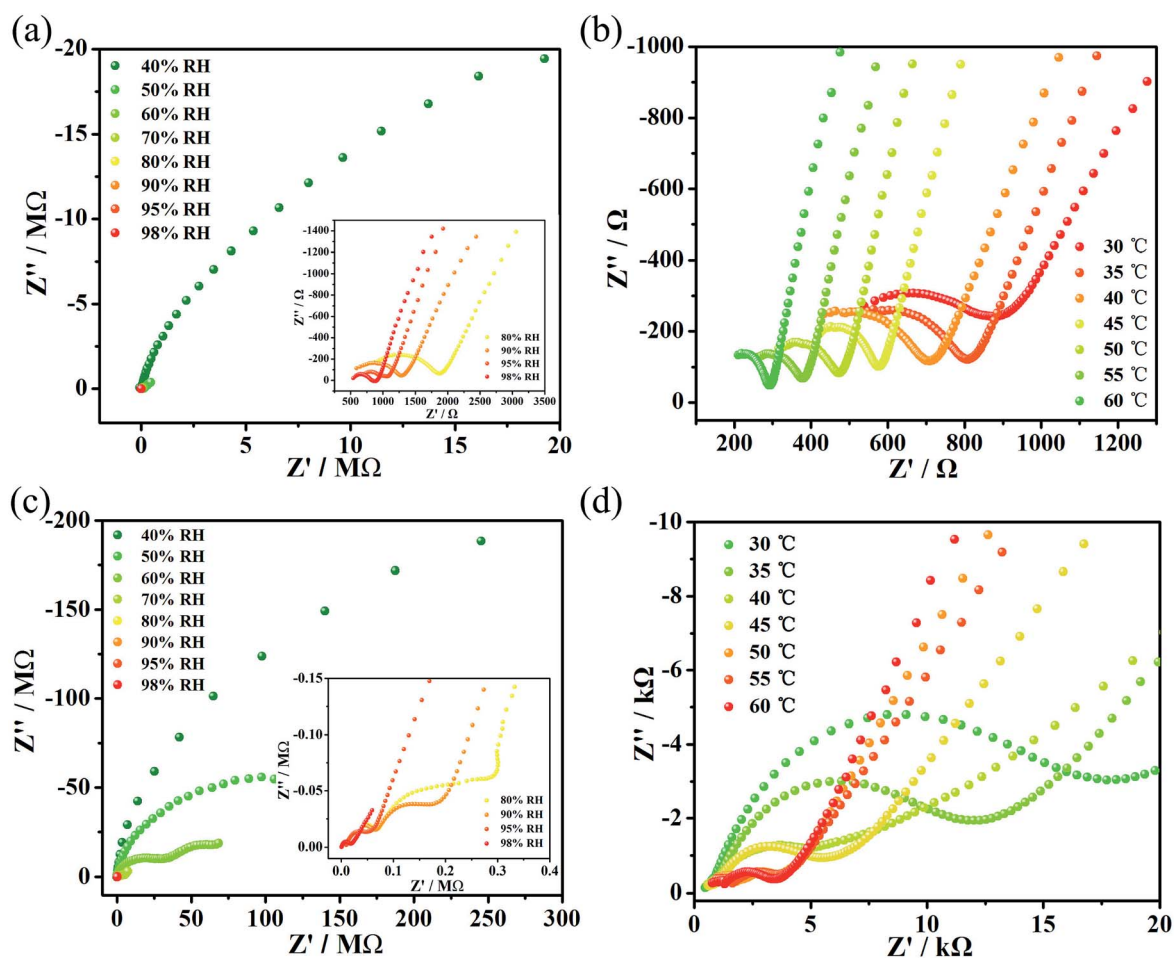 (a)
-20
-15
-10
-5
0
Z'' / MΩ
0 5 10 15 20
Z' / MΩ
40% RH
50% RH
60% RH
70% RH
80% RH
90% RH
95% RH
98% RH
-1400
-1200
-1000
-800
-600
-400
-200
0
Z'' / Ω
500 1000 1500 2000 2500 3000 3500
Z' / Ω
80% RH
90% RH
95% RH
98% RH
(b)
-1000
-800
-600
-400
-200
0
Z'' / Ω
200 400 600 800 1000 1200
Z' / Ω
30 ℃
35 ℃
40 ℃
45 ℃
50 ℃
55 ℃
60 ℃
(c)
-200
-150
-100
-50
0
Z'' / MΩ
0 50 100 150 200 250 300
Z' / MΩ
40% RH
50% RH
60% RH
70% RH
80% RH
90% RH
95% RH
98% RH
-0.15
-0.10
-0.05
0.00
Z'' / MΩ
0.0 0.1 0.2 0.3 0.4
Z' / MΩ
80% RH
90% RH
95% RH
98% RH
(d)
-10
-8
-6
-4
-2
0
Z'' / kΩ
0 5 10 15 20
Z' / kΩ
30 ℃
35 ℃
40 ℃
45 ℃
50 ℃
55 ℃
60 ℃